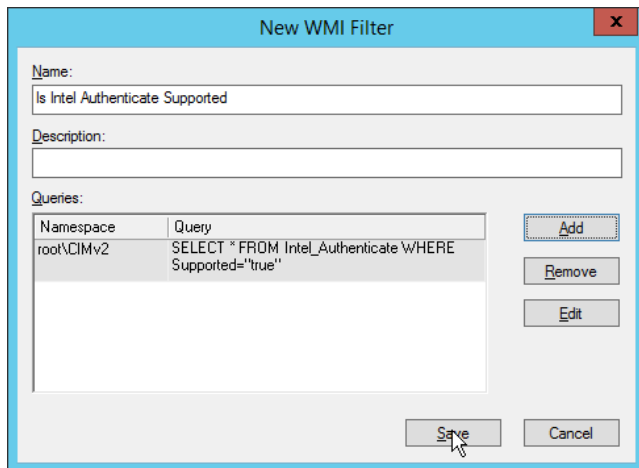 New WMI Filter
x
Name:
Is Intel Authenticate Supported
Description:
Queries:
Namespace Query
root\CIMv2 SELECT * FROM Intel_Authenticate WHERE
Supported="true"
Add
Remove
Edit
Save
Cancel